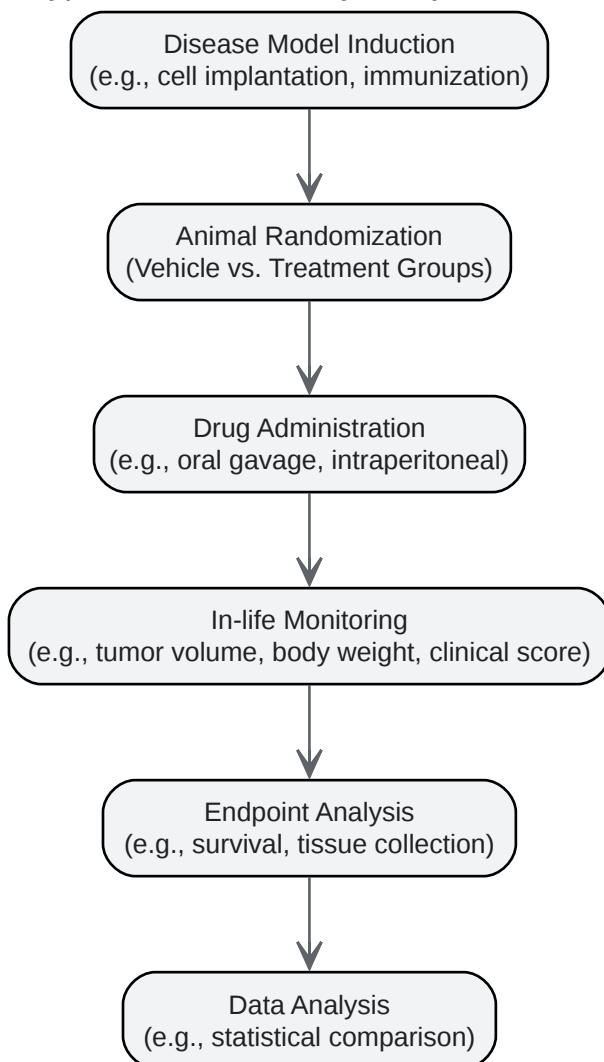 Disease Model Induction
(e.g., cell implantation, immunization)
Animal Randomization
(Vehicle vs. Treatment Groups)
Drug Administration
(e.g., oral gavage, intraperitoneal)
In-life Monitoring
(e.g., tumor volume, body weight, clinical score)
Endpoint Analysis
(e.g., survival, tissue collection)
Data Analysis
(e.g., statistical comparison)